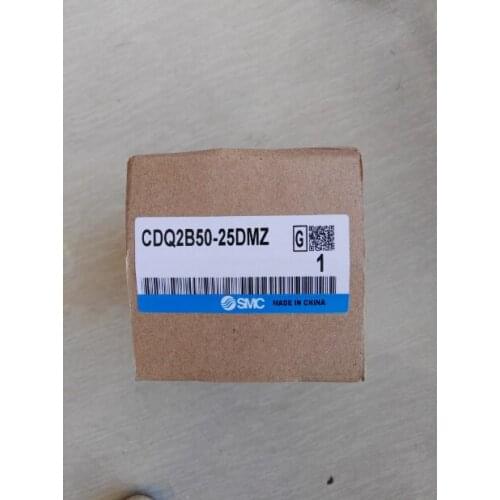 CDQ2B50-25DMZ
G
1
SMC MADE IN CHINA